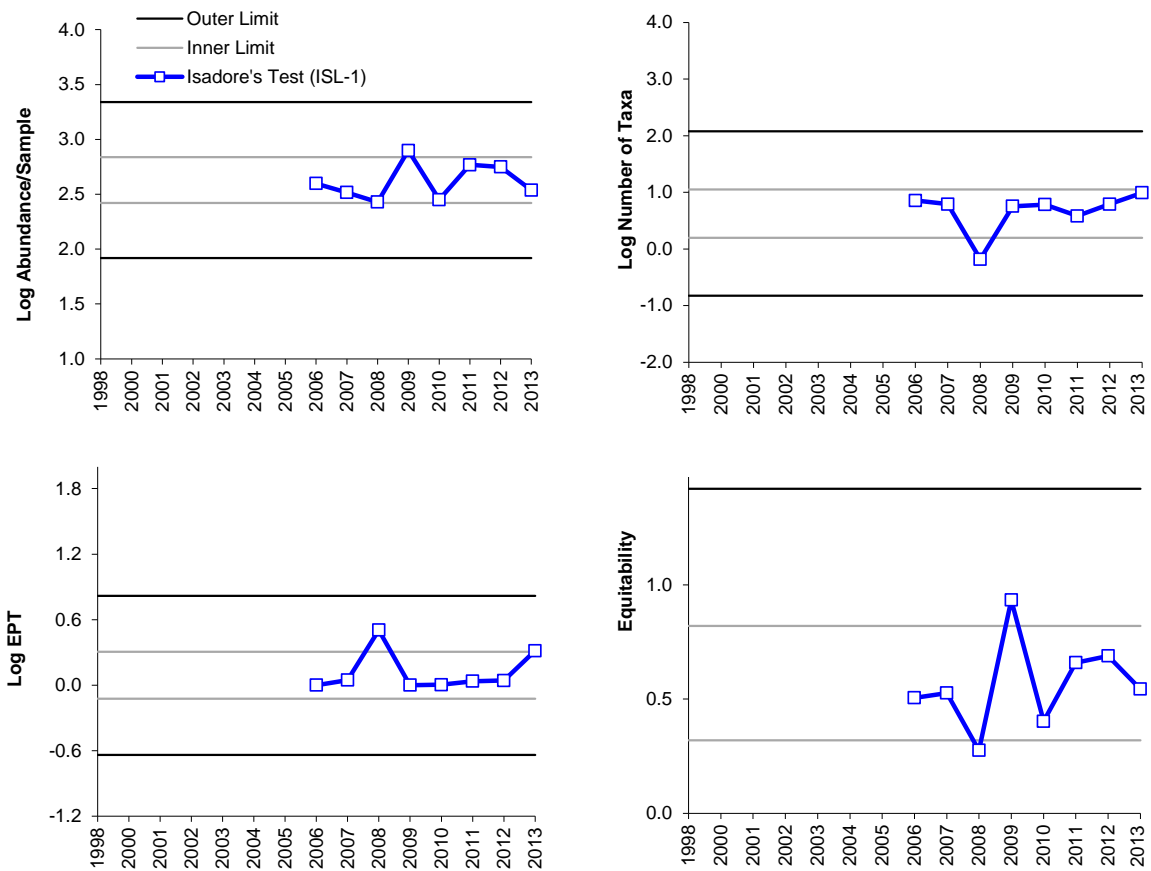 Outer Limit
Inner Limit
Isadore's Test (ISL-1)
Log Abundance/Sample
4.0
3.5
3.0
2.5
2.0
1.5
1.0
1998 2000 2001 2002 2003 2004 2005 2006 2007 2008 2009 2010 2011 2012 2013
Log Number of Taxa
4.0
3.0
2.0
1.0
0.0
-1.0
-2.0
1998 2000 2001 2002 2003 2004 2005 2006 2007 2008 2009 2010 2011 2012 2013
Log EPT
1.8
1.2
0.6
0.0
-0.6
-1.2
1998 2000 2001 2002 2003 2004 2005 2006 2007 2008 2009 2010 2011 2012 2013
Equitability
1.0
0.5
0.0
1998 2000 2001 2002 2003 2004 2005 2006 2007 2008 2009 2010 2011 2012 2013